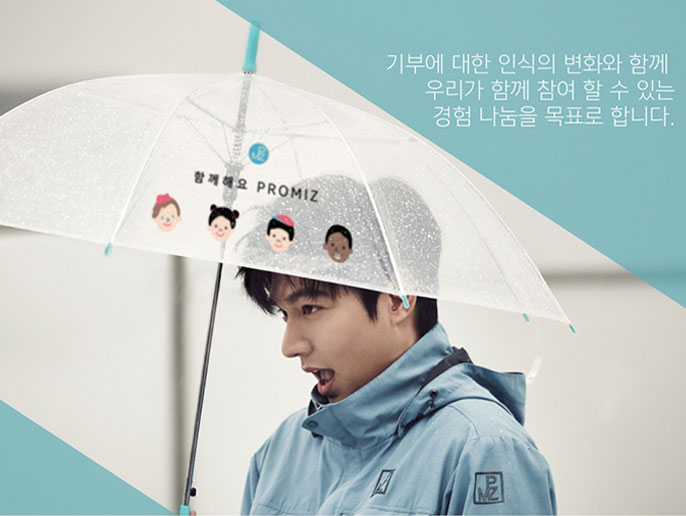 기부에 대한 인식의 변화와 함께
우리가 함께 참여 할 수 있는
경험 나눔을 목표로 합니다.
P
MZ
함께해요 PROMIZ
P
MZ